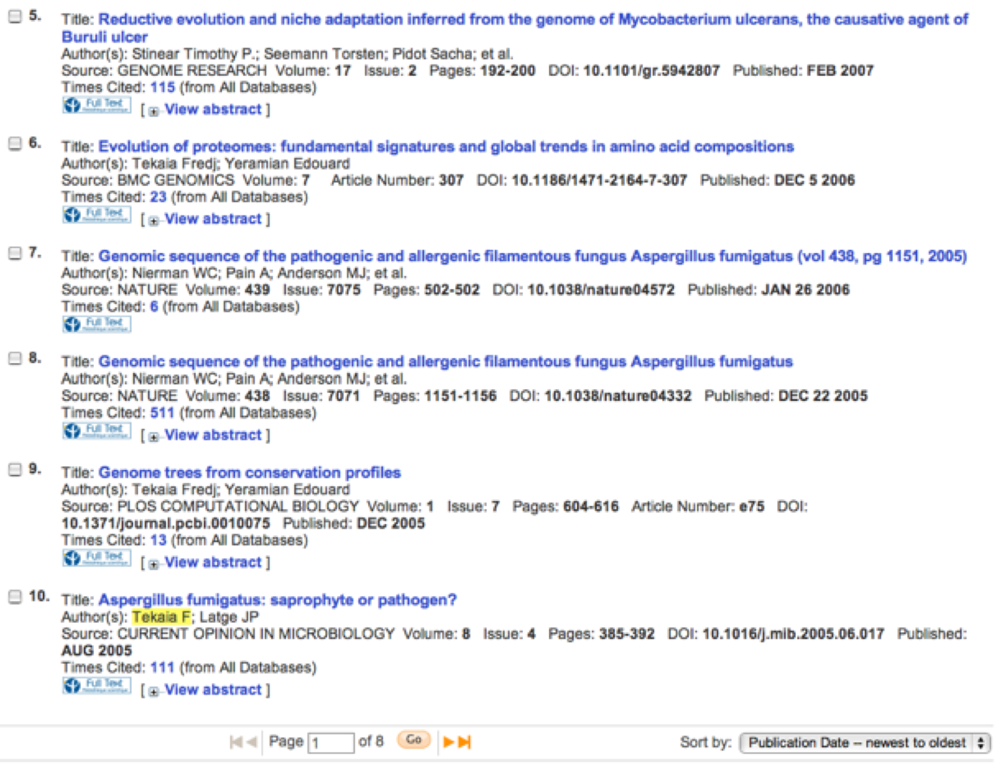 5. Title: Reductive evolution and niche adaptation inferred from the genome of Mycobacterium ulcerans, the causative agent of
Buruli ulcer
Author(s): Stinear Timothy P.; Seemann Torsten; Pidot Sacha; et al.
Source: GENOME RESEARCH Volume: 17 Issue: 2 Pages: 192-200 DOI: 10.1101/gr.5942807 Published: FEB 2007
Times Cited: 115 (from All Databases)
Full Text [ + View abstract ]
6. Title: Evolution of proteomes: fundamental signatures and global trends in amino acid compositions
Author(s): Tekaia Fredj; Yeramian Edouard
Source: BMC GENOMICS Volume: 7 Article Number: 307 DOI: 10.1186/1471-2164-7-307 Published: DEC 5 2006
Times Cited: 23 (from All Databases)
Full Text [ + View abstract ]
7. Title: Genomic sequence of the pathogenic and allergenic filamentous fungus Aspergillus fumigatus (vol 438, pg 1151, 2005)
Author(s): Nierman WC; Pain A; Anderson MJ; et al.
Source: NATURE Volume: 439 Issue: 7075 Pages: 502-502 DOI: 10.1038/nature04572 Published: JAN 26 2006
Times Cited: 6 (from All Databases)
Full Text
8. Title: Genomic sequence of the pathogenic and allergenic filamentous fungus Aspergillus fumigatus
Author(s): Nierman WC; Pain A; Anderson MJ; et al.
Source: NATURE Volume: 438 Issue: 7071 Pages: 1151-1156 DOI: 10.1038/nature04332 Published: DEC 22 2005
Times Cited: 511 (from All Databases)
Full Text [ + View abstract ]
9. Title: Genome trees from conservation profiles
Author(s): Tekaia Fredj; Yeramian Edouard
Source: PLOS COMPUTATIONAL BIOLOGY Volume: 1 Issue: 7 Pages: 604-616 Article Number: e75 DOI:
10.1371/journal.pcbi.0010075 Published: DEC 2005
Times Cited: 13 (from All Databases)
Full Text [ + View abstract ]
10. Title: Aspergillus fumigatus: saprophyte or pathogen?
Author(s): Tekaia F; Latge JP
Source: CURRENT OPINION IN MICROBIOLOGY Volume: 8 Issue: 4 Pages: 385-392 DOI: 10.1016/j.mib.2005.06.017 Published:
AUG 2005
Times Cited: 111 (from All Databases)
Full Text [ + View abstract ]
Page 1 of 8 Go Sort by: Publication Date -- newest to oldest